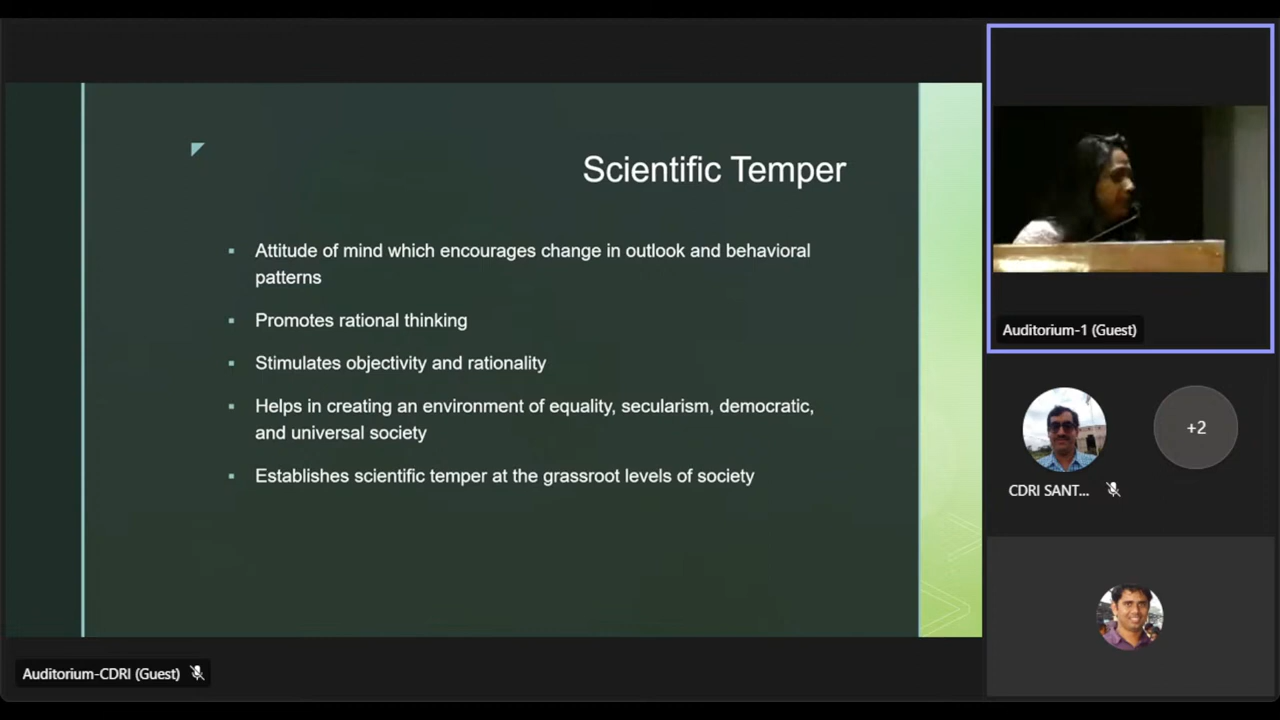 Scientific Temper
Attitude of mind which encourages change in outlook and behavioral
patterns
Promotes rational thinking
Stimulates objectivity and rationality
Helps in creating an environment of equality, secularism, democratic,
and universal society
Establishes scientific temper at the grassroot levels of society
Auditorium-CDRI (Guest)
Auditorium-1 (Guest)
+2
CDRI SANT...